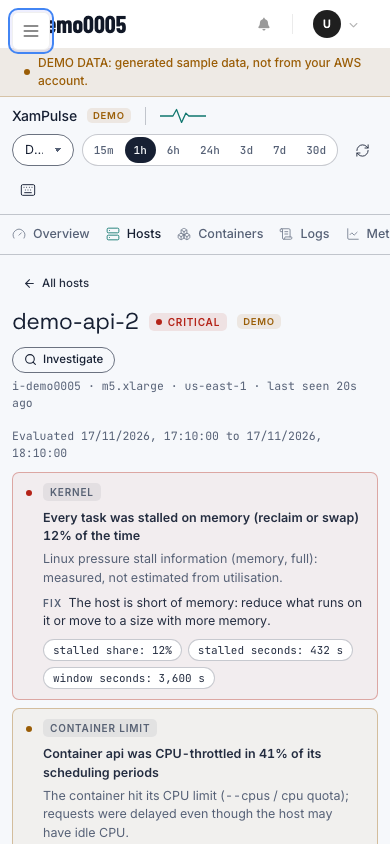 emo0005
U
DEMO DATA: generated sample data, not from your AWS
account.
XamPulse DEMO
D... 15m 1h 6h 24h 3d 7d 30d
Overview Hosts Containers Logs Met
All hosts
demo-api-2 CRITICAL DEMO
Investigate
i-demo0005 · m5.xlarge · us-east-1 · last seen 20s
ago
Evaluated 17/11/2026, 17:10:00 to 17/11/2026,
18:10:00
KERNEL
Every task was stalled on memory (reclaim or swap)
12% of the time
Linux pressure stall information (memory, full):
measured, not estimated from utilisation.
FIX The host is short of memory: reduce what runs on
it or move to a size with more memory.
stalled share: 12% stalled seconds: 432 s
window seconds: 3,600 s
CONTAINER LIMIT
Container api was CPU-throttled in 41% of its
scheduling periods
The container hit its CPU limit (--cpus / cpu quota);
requests were delayed even though the host may
have idle CPU.